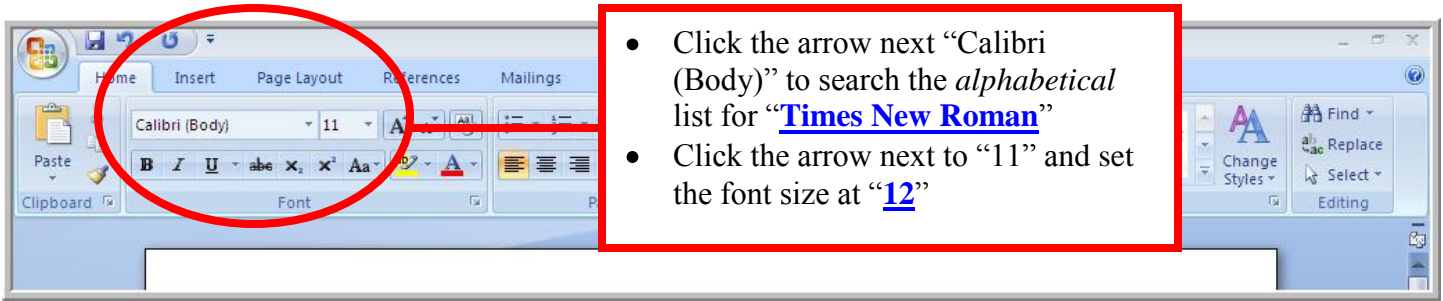 Home Insert Page Layout References Mailings
Calibri (Body) 11
Paste
B I U abc x₂ x² Aa A
Clipboard Font
• Click the arrow next “Calibri
(Body)” to search the alphabetical
list for “Times New Roman”
• Click the arrow next to “11” and set
the font size at “12”
Change
Styles
Find
Replace
Select
Editing